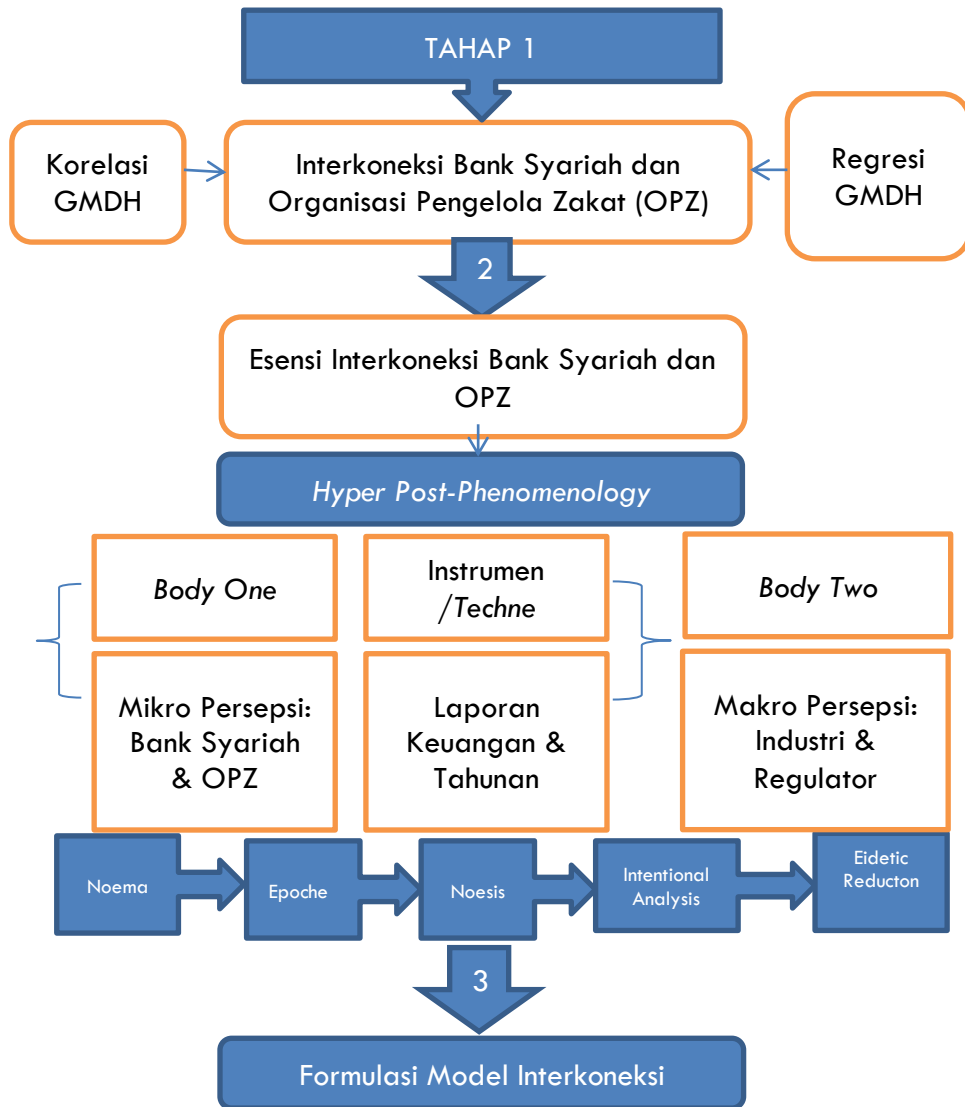 TAHAP 1
Korelasi
GMDH
Interkoneksi Bank Syariah dan
Organisasi Pengelola Zakat (OPZ)
Regresi
GMDH
2
Esensi Interkoneksi Bank Syariah dan
OPZ
Hyper Post-Phenomenology
Body One
Instrumen
/Techne
Body Two
Mikro Persepsi:
Bank Syariah
& OPZ
Laporan
Keuangan &
Tahunan
Makro Persepsi:
Industri &
Regulator
Noema
Epoche
Noesis
Intentional
Analysis
Eidetic
Reducton
3
Formulasi Model Interkoneksi